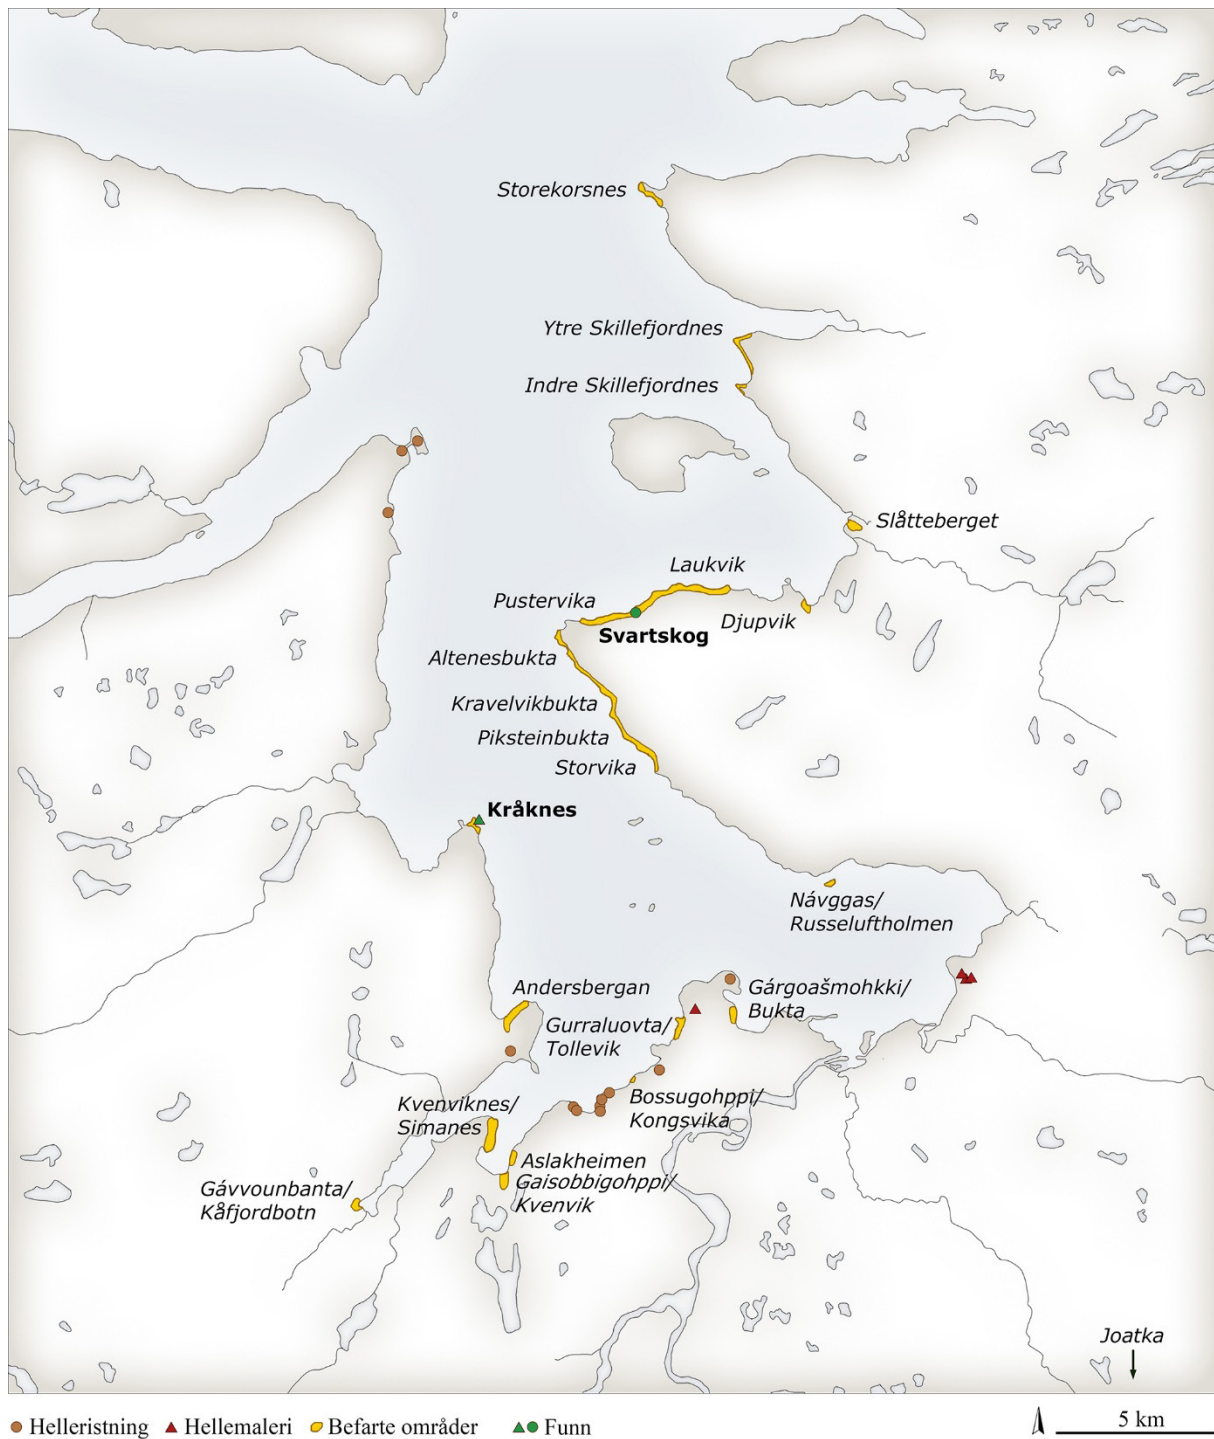 Storekorsnes
Ytre Skillefjordnes
Indre Skillefjordnes
Slåtteberget
Laukvik
Pustervika
Djupvik
Svartskog
Altenesbukta
Kravelvikbukta
Piksteinbukta
Storvika
Kråknes
Návggas/
Russeluftholmen
Andersbergan
Gárgoašmohkki/
Bukta
Gurraluovta/
Tollevik
Bossugohppi/
Kongsvika
Kvenviknes/
Simanes
Aslakheimen
Gaisobbigohppi/
Kvenvik
Gávvounbanta/
Kåfjordbotn
Joatka
Helleristning Hellemaleri Befarte områder Funn
5 km